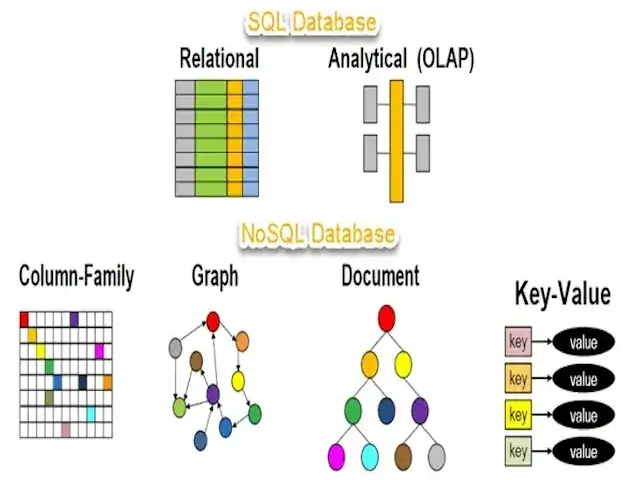 SQL Database
Relational
Analytical (OLAP)
NoSQL Database
Column-Family
Graph
Document
Key-Value
key value
key value
key value
key value